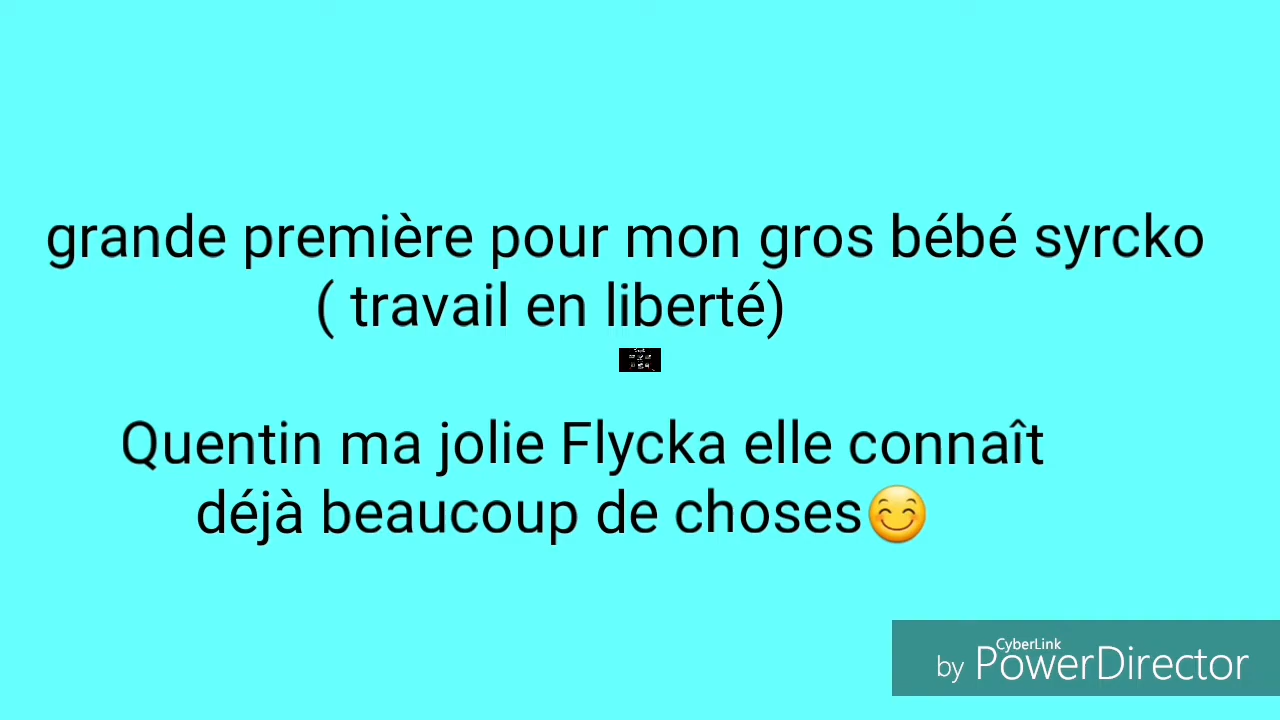 grande première pour mon gros bébé syrcko
( travail en liberté)
Quentin ma jolie Flycka elle connaît
déjà beaucoup de choses😊
CyberLink
by PowerDirector